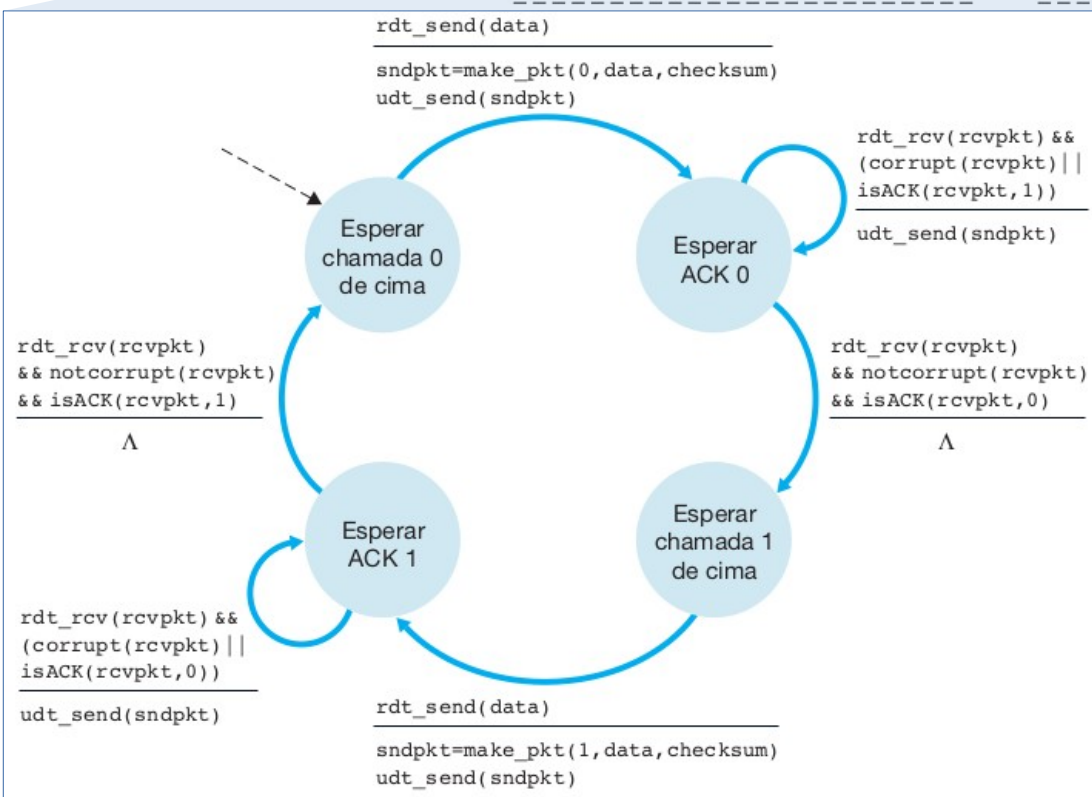 rdt_send(data)
sndpkt=make_pkt(0,data,checksum)
udt_send(sndpkt)
rdt_rcv(rcvpkt) &&
(corrupt(rcvpkt)||
isACK(rcvpkt,1))
udt_send(sndpkt)
Esperar
chamada 0
de cima
Esperar
ACK 0
rdt_rcv(rcvpkt)
&& notcorrupt(rcvpkt)
&& isACK(rcvpkt,1)
Λ
rdt_rcv(rcvpkt)
&& notcorrupt(rcvpkt)
&& isACK(rcvpkt,0)
Λ
Esperar
ACK 1
Esperar
chamada 1
de cima
rdt_rcv(rcvpkt) &&
(corrupt(rcvpkt)||
isACK(rcvpkt,0))
udt_send(sndpkt)
rdt_send(data)
sndpkt=make_pkt(1,data,checksum)
udt_send(sndpkt)